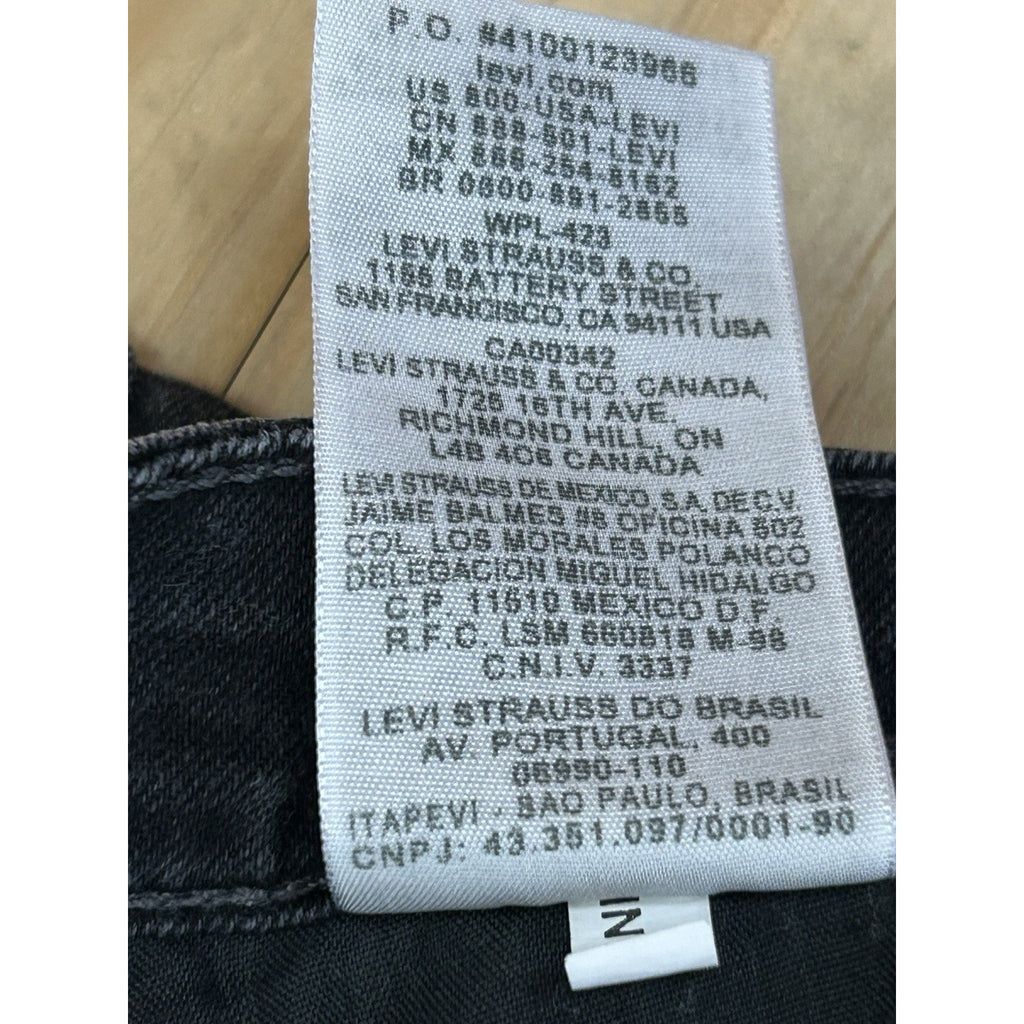 P.O. #4100123966
levi.com
US 800-USA-LEVI
CN 888-501-LEVI
MX 866-254-8162
BR 0800-891-2855
WPL-423
LEVI STRAUSS & CO.
1155 BATTERY STREET
SAN FRANCISCO, CA 94111 USA
CA00342
LEVI STRAUSS & CO. CANADA,
1725 16TH AVE.
RICHMOND HILL, ON
L4B 4C6 CANADA
LEVI STRAUSS DE MEXICO, S.A. DE C.V.
JAIME BALMES #8 OFICINA 502
COL. LOS MORALES POLANCO
DELEGACION MIGUEL HIDALGO
C.P. 11510 MEXICO D.F.
R.F.C. LSM 660818 M-98
C.N.I.V. 3337
LEVI STRAUSS DO BRASIL
AV. PORTUGAL, 400
06690-110
ITAPEVI - SAO PAULO, BRASIL
CNPJ: 43.351.097/0001-90